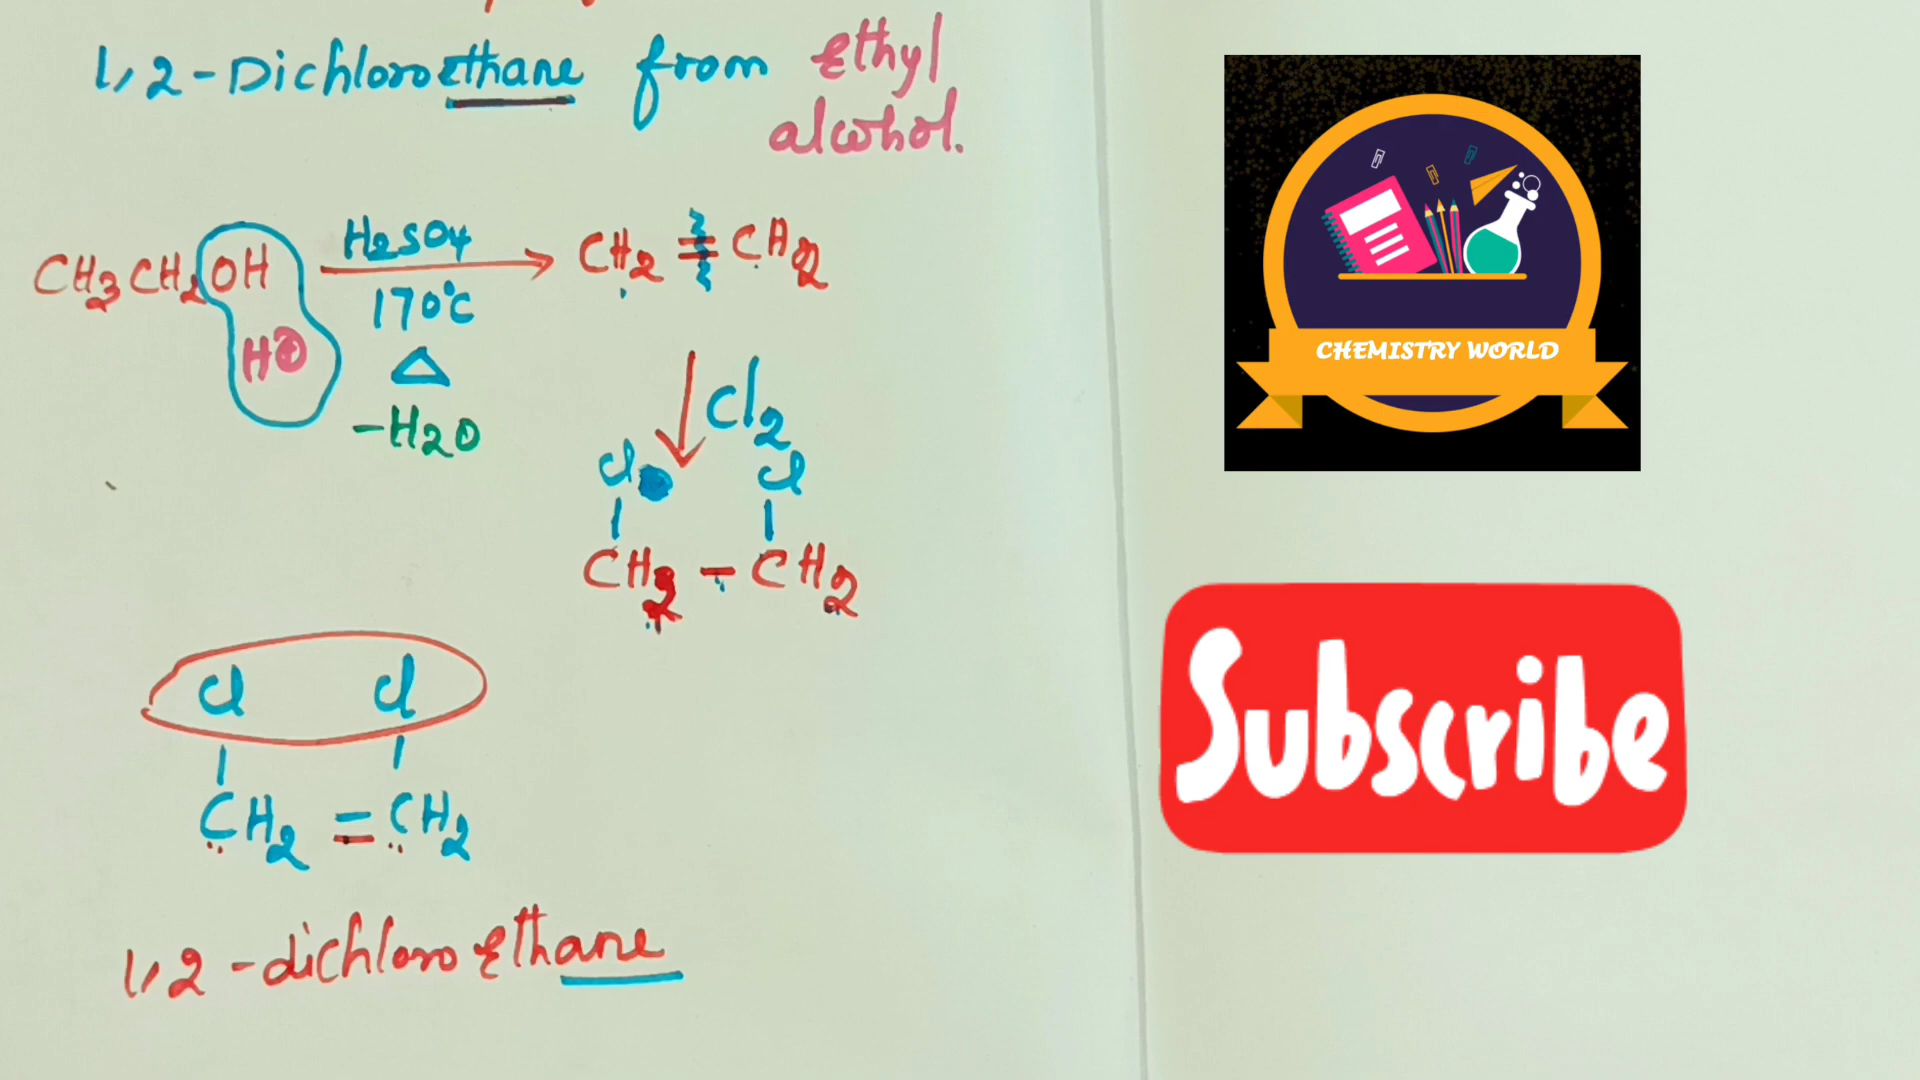 1,2-Dichloroethane from ethyl
alcohol.
CH3CH2OH H2SO4 CH2 = CH2
170°C
H⊕
Δ
-H2O
Cl2
Cl Cl
CH2 - CH2
Cl Cl
CH2 = CH2
1,2-dichloroethane
CHEMISTRY WORLD
Subscribe